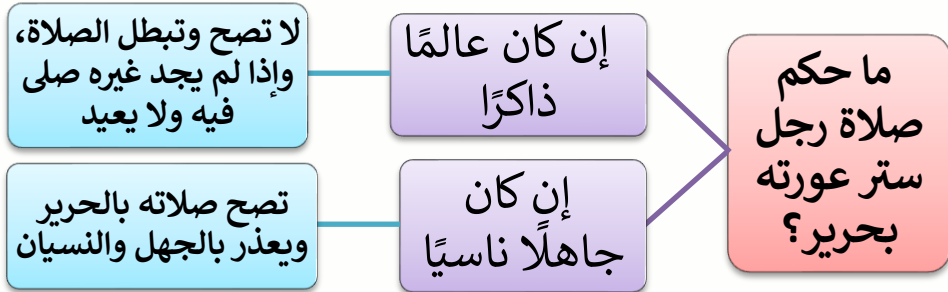 ما حكم
صلاة رجل
ستر عورته
بحرير؟
إن كان عالمًا
ذاكرًا
لا تصح وتبطل الصلاة،
وإذا لم يجد غيره صلى
فيه ولا يعيد
إن كان
جاهلًا ناسيًا
تصح صلاته بالحرير
ويعذر بالجهل والنسيان